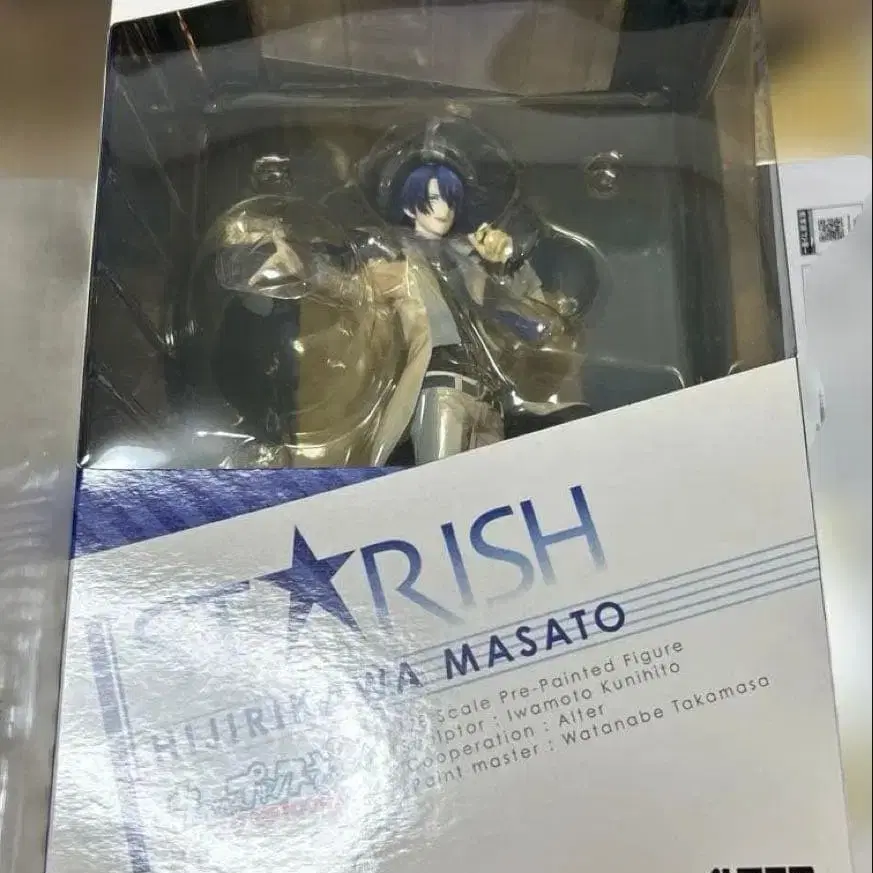 ST★RISH
HIJIRIKAWA MASATO
Scale Pre-Painted Figure
Sculptor : Iwamoto Kunihito
Cooperation : Alter
Paint master : Watanabe Takamasa